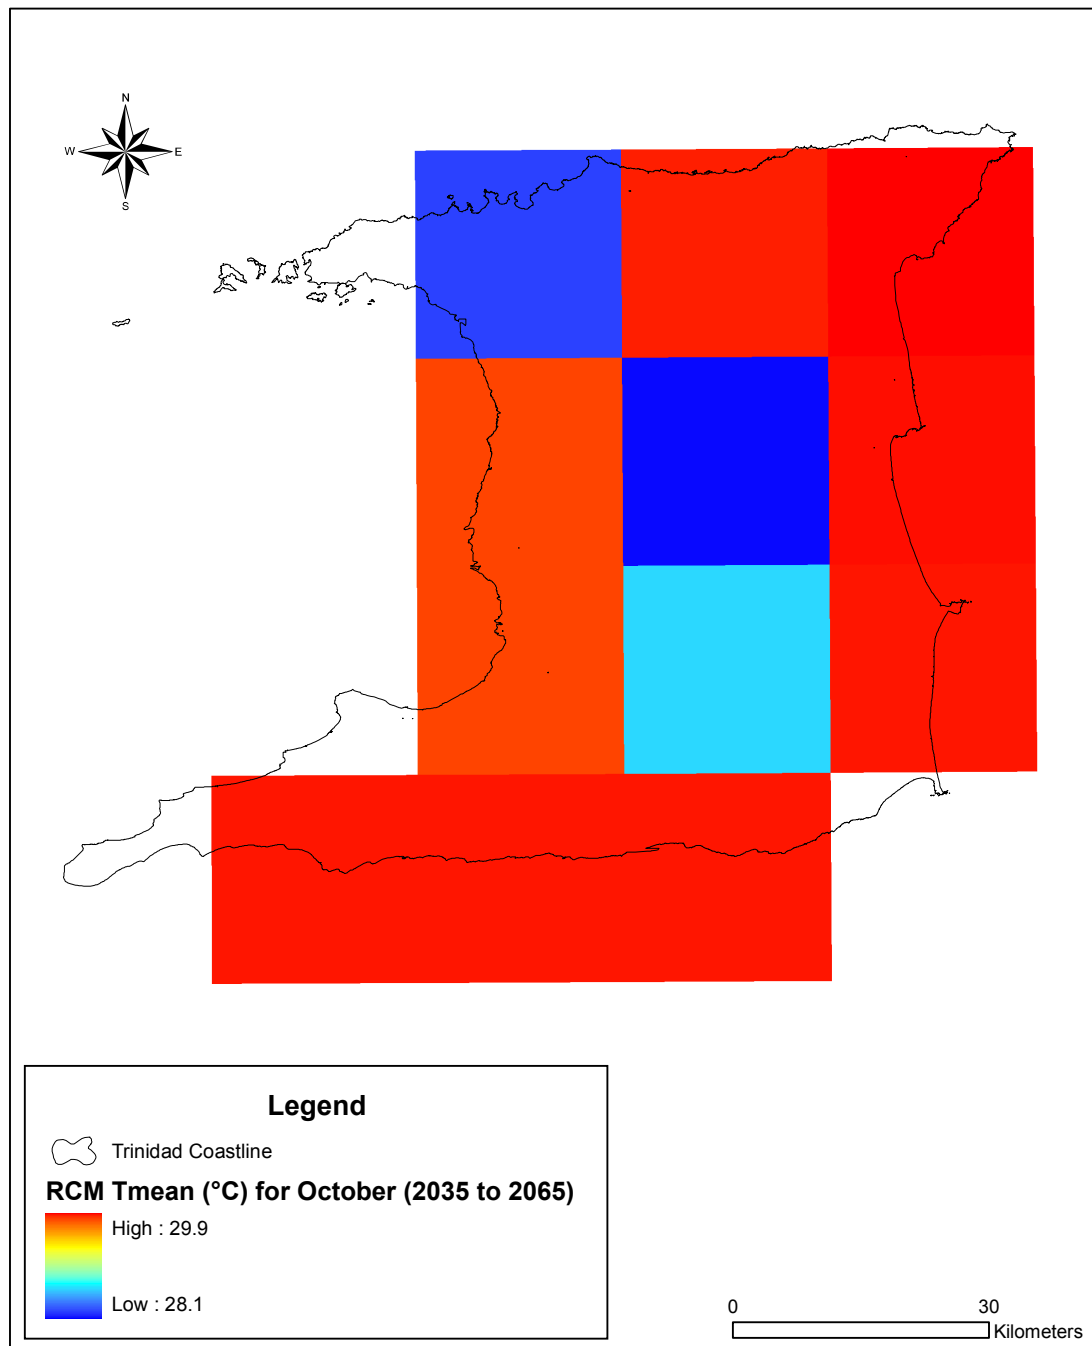 N
W E
S
Legend
Trinidad Coastline
RCM Tmean (°C) for October (2035 to 2065)
High : 29.9
Low : 28.1
0 30
Kilometers